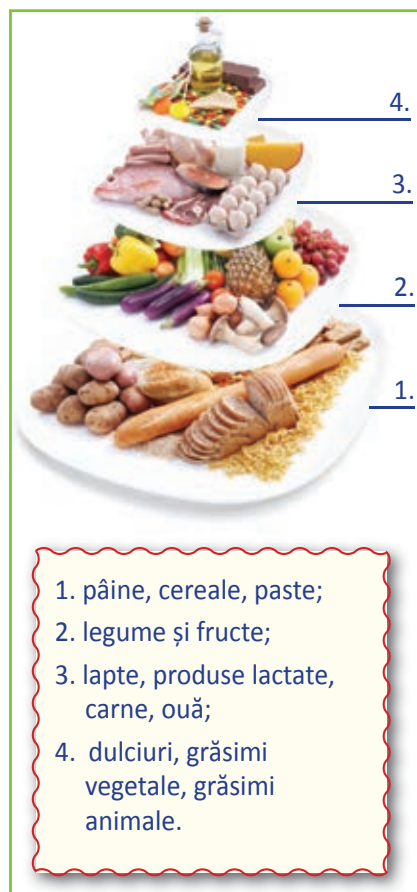 4.
3.
2.
1.
1. pâine, cereale, paste;
2. legume și fructe;
3. lapte, produse lactate,
carne, ouă;
4. dulciuri, grăsimi
vegetale, grăsimi
animale.